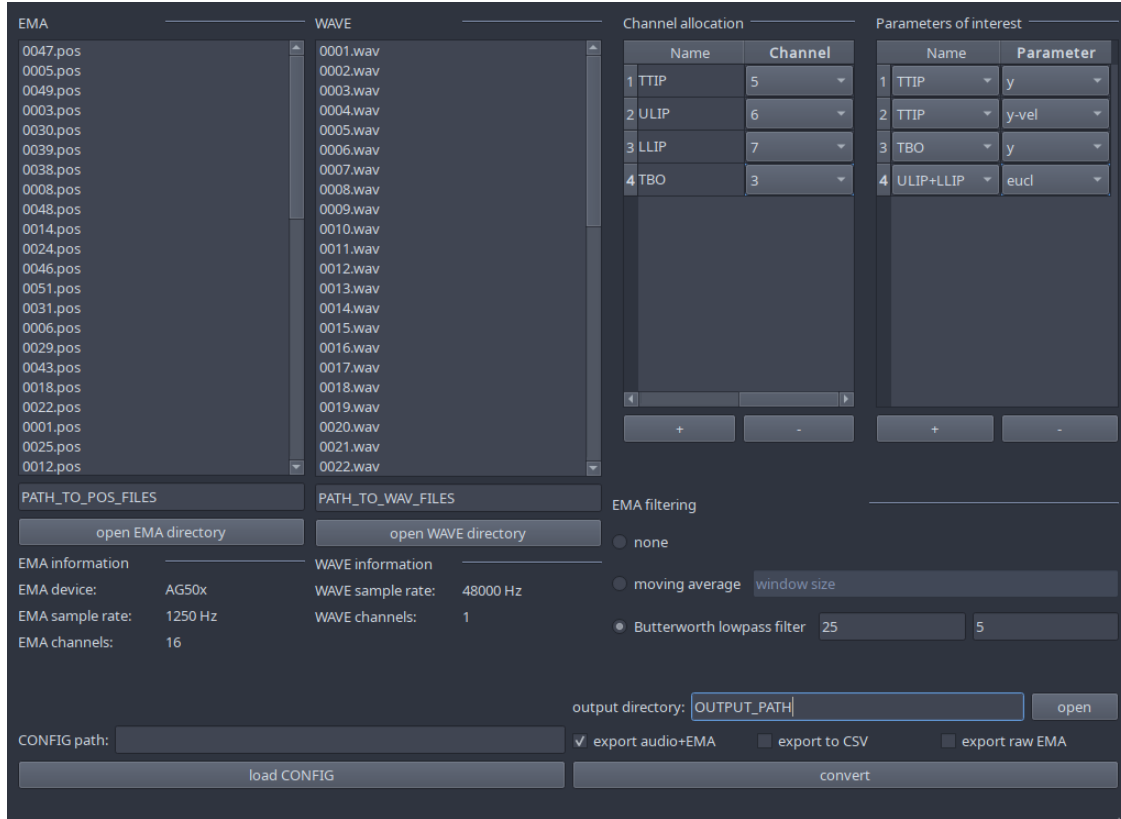 EMA
0047.pos
0005.pos
0049.pos
0003.pos
0030.pos
0039.pos
0038.pos
0008.pos
0048.pos
0014.pos
0024.pos
0046.pos
0051.pos
0031.pos
0006.pos
0029.pos
0043.pos
0018.pos
0022.pos
0001.pos
0025.pos
0012.pos
PATH_TO_POS_FILES
open EMA directory
EMA information
EMA device: AG50x
EMA sample rate: 1250 Hz
EMA channels: 16
WAVE
0001.wav
0002.wav
0003.wav
0004.wav
0005.wav
0006.wav
0007.wav
0008.wav
0009.wav
0010.wav
0011.wav
0012.wav
0013.wav
0014.wav
0015.wav
0016.wav
0017.wav
0018.wav
0019.wav
0020.wav
0021.wav
0022.wav
PATH_TO_WAV_FILES
open WAVE directory
WAVE information
WAVE sample rate: 48000 Hz
WAVE channels: 1
Channel allocation
Name Channel
1 TTIP 5
2 ULIP 6
3 LLIP 7
4 TBO 3
+ -
Parameters of interest
Name Parameter
1 TTIP y
2 TTIP y-vel
3 TBO y
4 ULIP+LLIP eucl
+ -
EMA filtering
none
moving average window size
Butterworth lowpass filter 25 5
output directory: OUTPUT_PATH open
CONFIG path:
export audio+EMA export to CSV export raw EMA
load CONFIG
convert